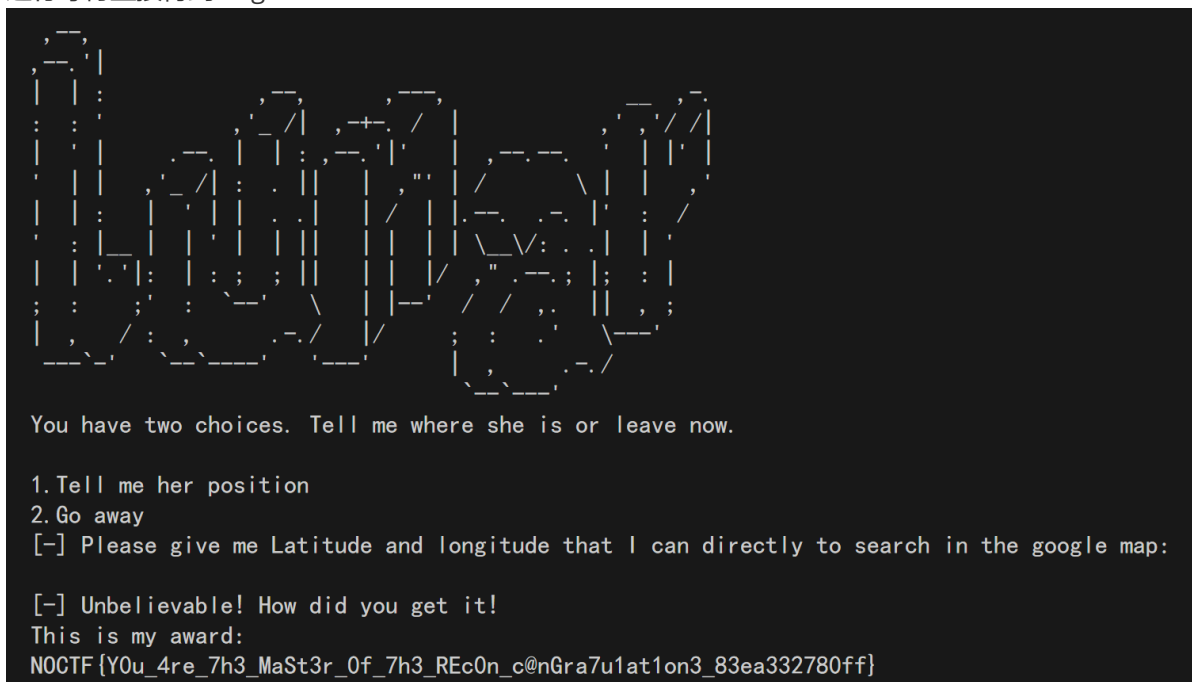 You have two choices. Tell me where she is or leave now.
1.Tell me her position
2.Go away
[-] Please give me Latitude and longitude that I can directly to search in the google map:
[-] Unbelievable! How did you get it!
This is my award:
NOCTF{Y0u_4re_7h3_MaSt3r_0f_7h3_REc0n_c@nGra7u1at1on3_83ea332780ff}